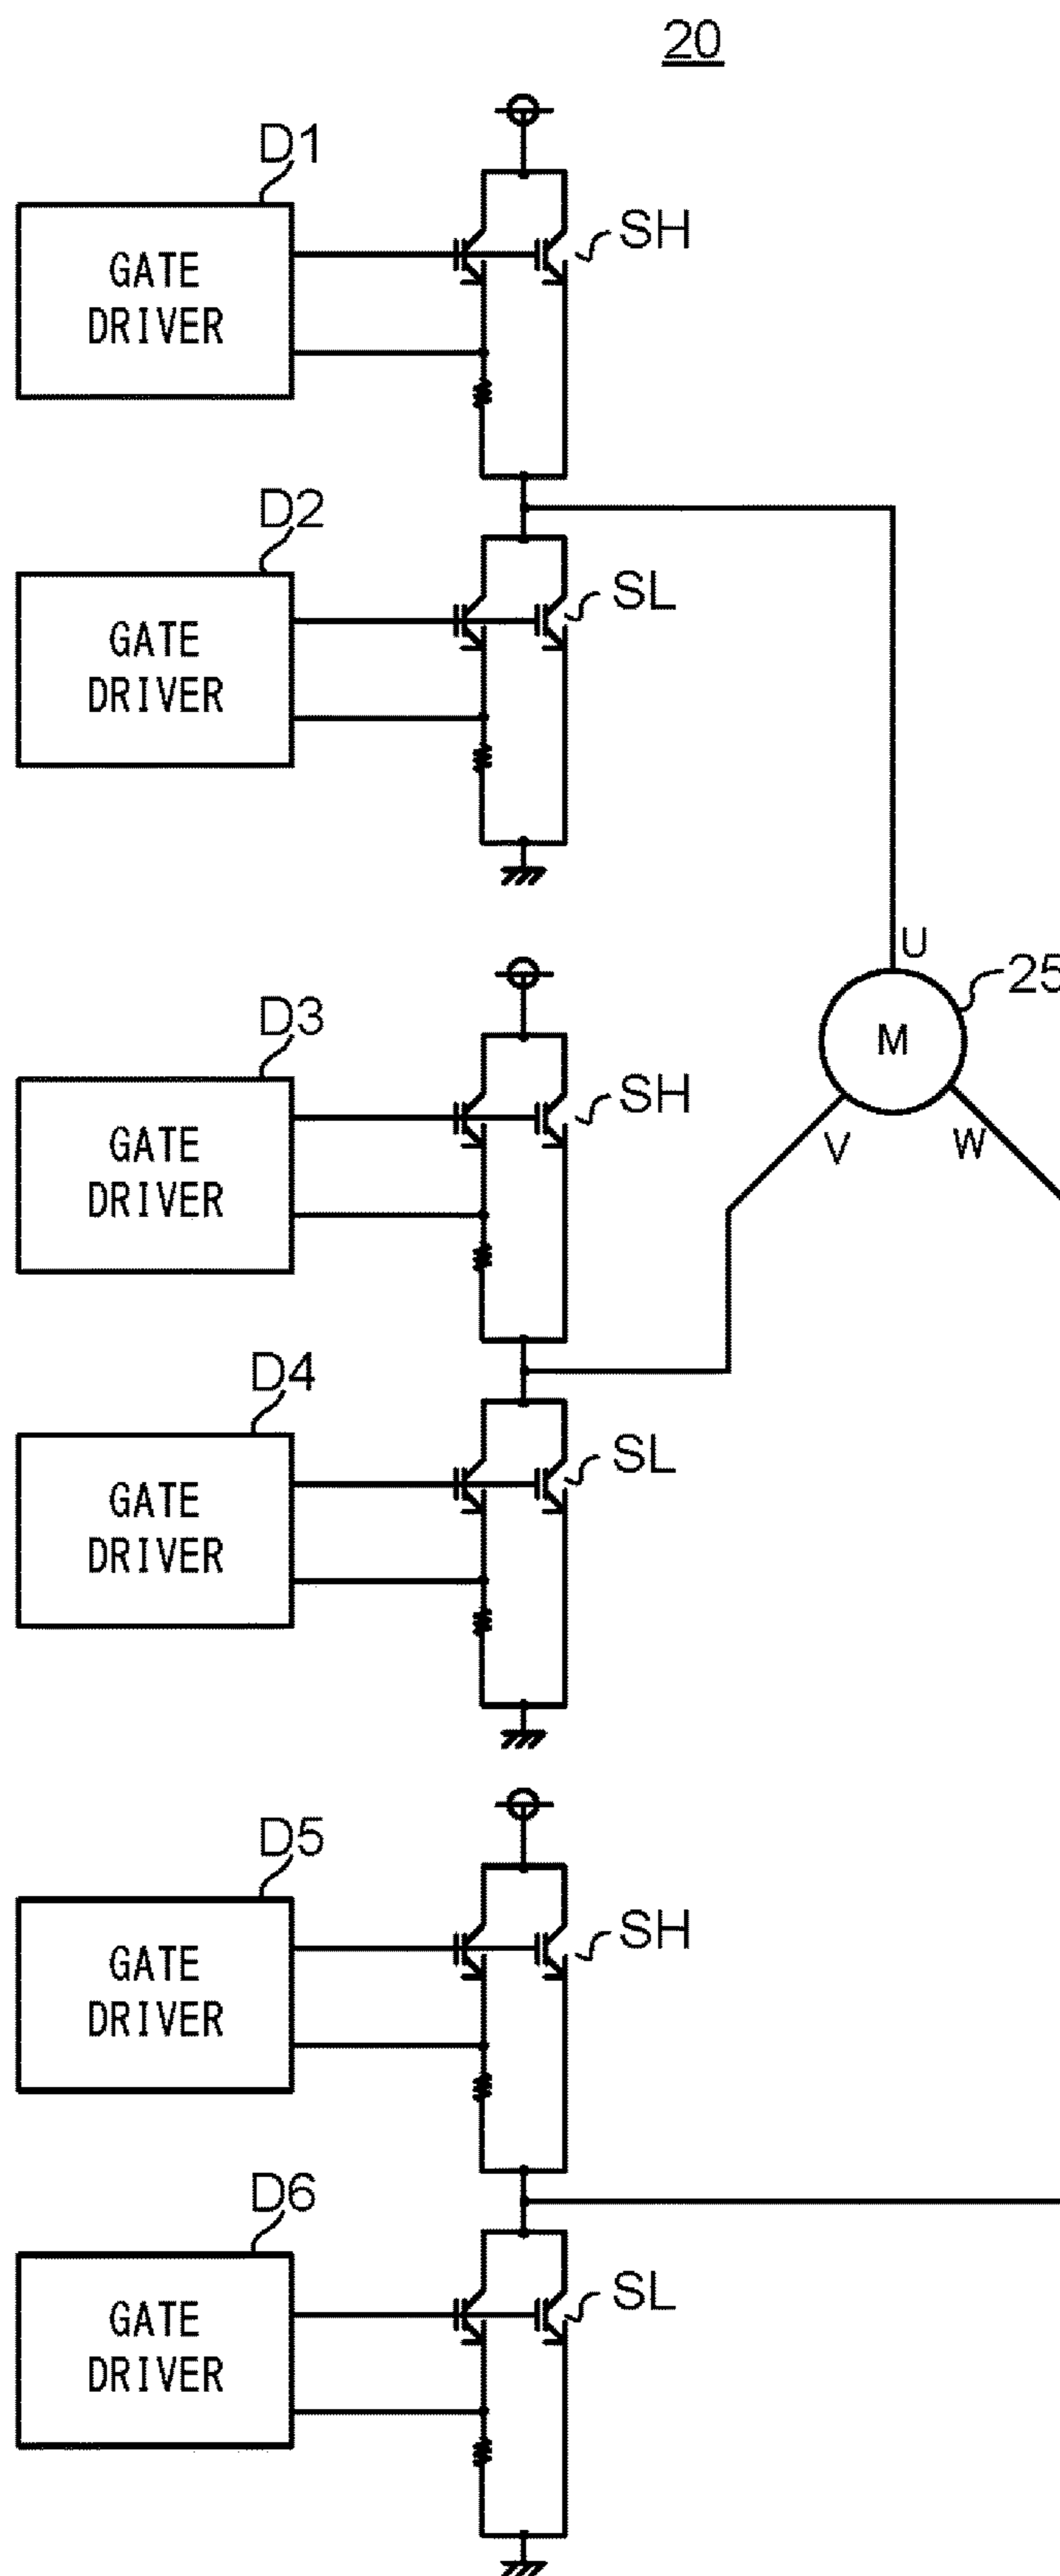 20
D1
GATE
DRIVER
SH
D2
GATE
DRIVER
SL
U
25
M
V
W
D3
GATE
DRIVER
SH
D4
GATE
DRIVER
SL
D5
GATE
DRIVER
SH
D6
GATE
DRIVER
SL